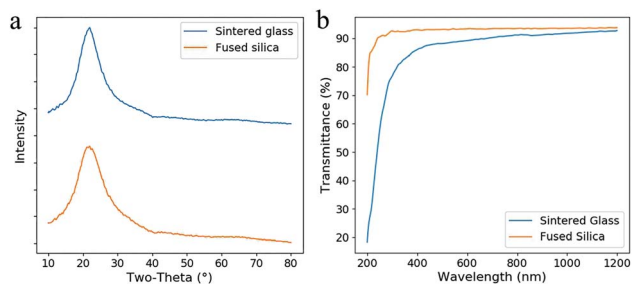 a
Intensity
Sintered glass
Fused silica
10 20 30 40 50 60 70 80
Two-Theta (°)
b
Transmittance (%)
90
80
70
60
50
40
30
20
Sintered Glass
Fused Silica
200 400 600 800 1000 1200
Wavelength (nm)